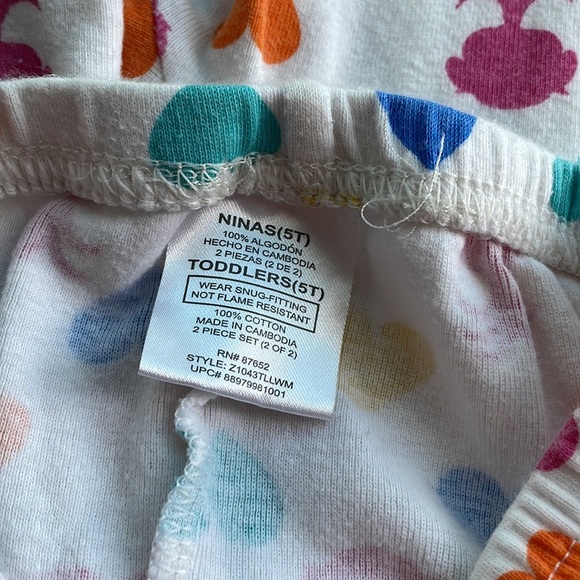 NINAS(5T)
100% ALGODÓN
HECHO EN CAMBODIA
2 PIEZAS (2 DE 2)
TODDLERS(5T)
WEAR SNUG-FITTING
NOT FLAME RESISTANT
100% COTTON
MADE IN CAMBODIA
2 PIECE SET (2 OF 2)
RN# 87652
STYLE: Z1043TLLWM
UPC# 88979981001